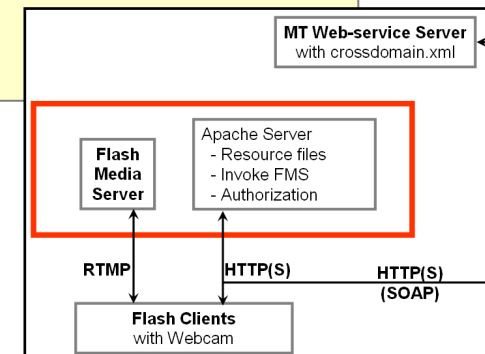 MT Web-service Server
with crossdomain.xml
Flash
Media
Server
Apache Server
- Resource files
- Invoke FMS
- Authorization
RTMP
HTTP(S)
HTTP(S)
(SOAP)
Flash Clients
with Webcam